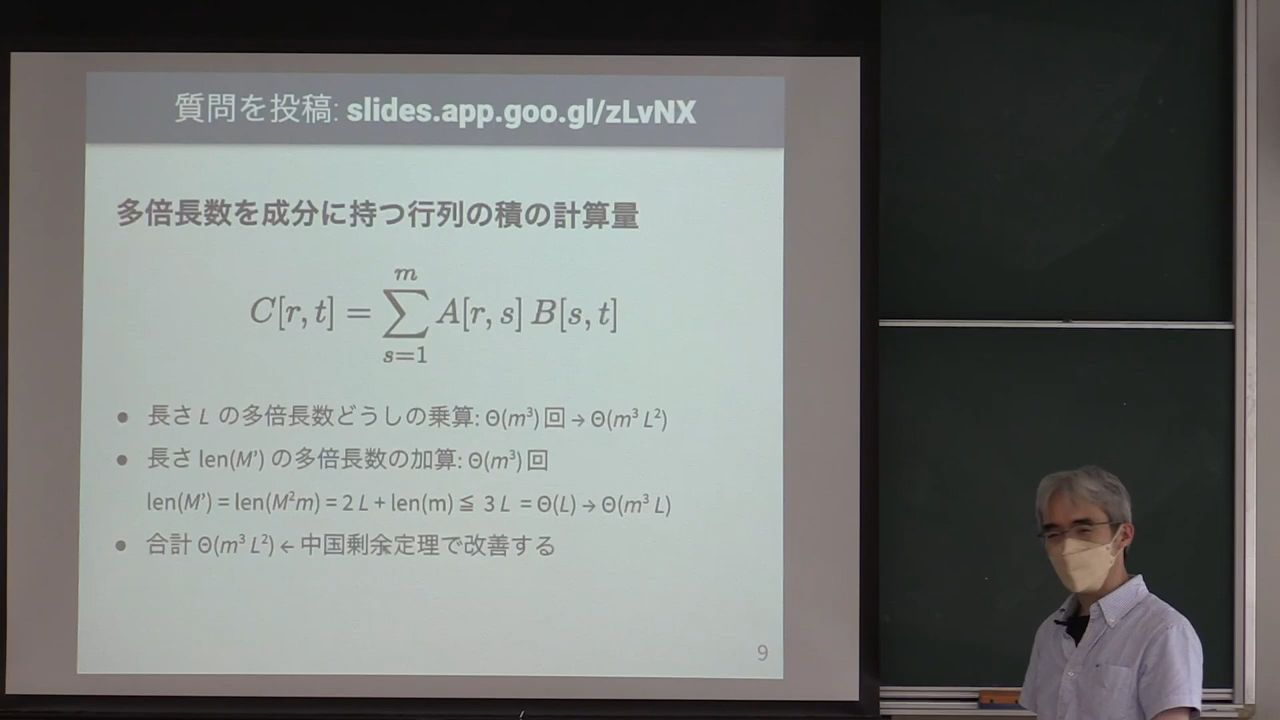 質問を投稿: slides.app.goo.gl/zLvNX
多倍長数を成分に持つ行列の積の計算量
C[r, t] = \sum_{s=1}^{m} A[r, s] B[s, t]
● 長さ L の多倍長数どうしの乗算: Θ(m³) 回 → Θ(m³ L²)
● 長さ len(M’) の多倍長数の加算: Θ(m³) 回
len(M’) = len(M²m) = 2 L + len(m) ≦ 3 L = Θ(L) → Θ(m³ L)
● 合計 Θ(m³ L²) ← 中国剰余定理で改善する
9